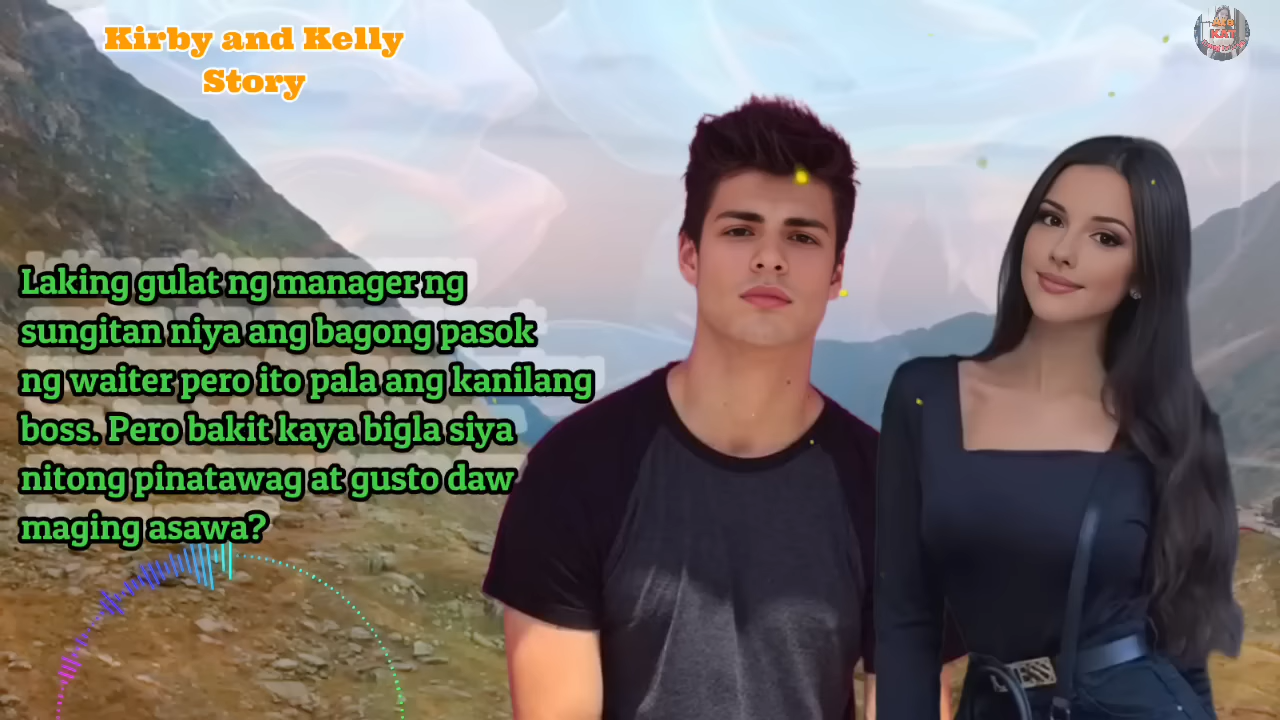 Kirby and Kelly
Story
Laking gulat ng manager ng
sungitan niya ang bagong pasok
ng waiter pero ito pala ang kanilang
boss. Pero bakit kaya bigla siya
nitong pinatawag at gusto daw
maging asawa?
KAT